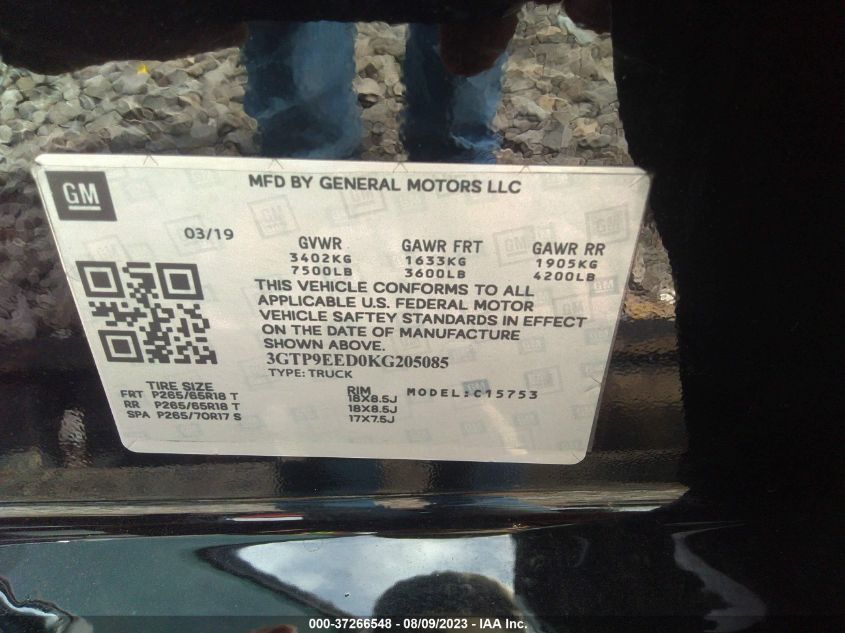 GM
MFD BY GENERAL MOTORS LLC
03/19
GVWR GAWR FRT GAWR RR
3402KG 1633KG 1905KG
7500LB 3600LB 4200LB
THIS VEHICLE CONFORMS TO ALL
APPLICABLE U.S. FEDERAL MOTOR
VEHICLE SAFTEY STANDARDS IN EFFECT
ON THE DATE OF MANUFACTURE
SHOWN ABOVE.
3GTP9EED0KG205085
TYPE: TRUCK
TIRE SIZE RIM MODEL:C15753
FRT P265/65R18 T 18X8.5J
RR P265/65R18 T 18X8.5J
SPA P265/70R17 S 17X7.5J
000-37266548 - 08/09/2023 - IAA Inc.